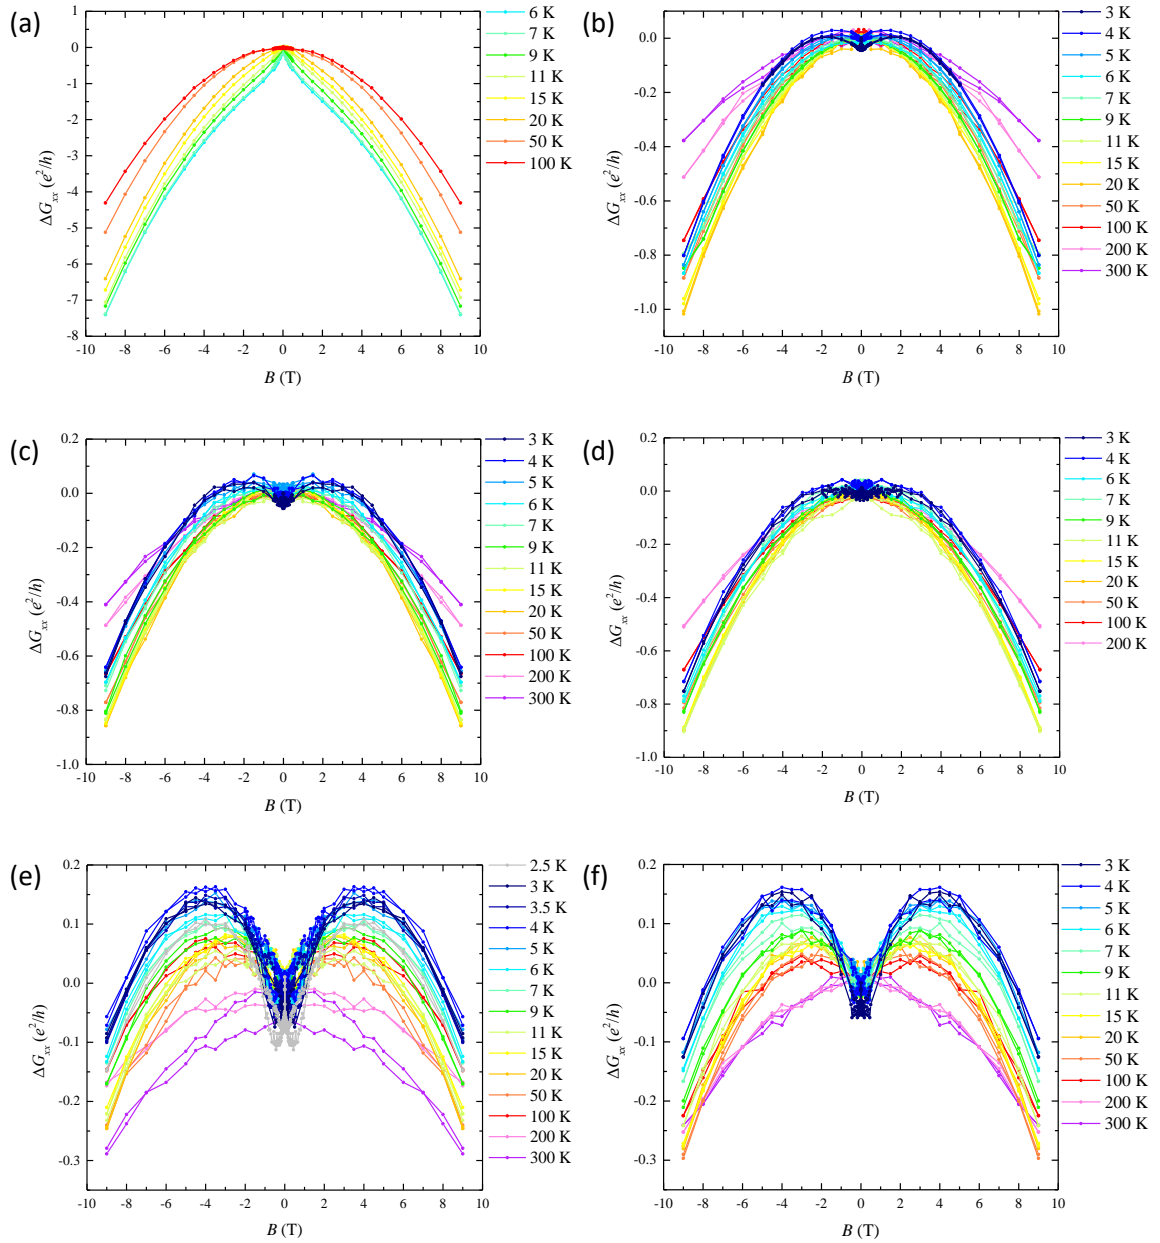 (a)
6 K
7 K
9 K
11 K
15 K
20 K
50 K
100 K
0
-1
-2
-3
-4
-5
-6
-7
-8
-10 -8 -6 -4 -2 0 2 4 6 8 10
ΔG_xx (e²/h)
B (T)
(b)
3 K
4 K
5 K
6 K
7 K
9 K
11 K
15 K
20 K
50 K
100 K
200 K
300 K
0.0
-0.2
-0.4
-0.6
-0.8
-1.0
-10 -8 -6 -4 -2 0 2 4 6 8 10
ΔG_xx (e²/h)
B (T)
(c)
3 K
4 K
5 K
6 K
7 K
9 K
11 K
15 K
20 K
50 K
100 K
200 K
300 K
0.2
0.0
-0.2
-0.4
-0.6
-0.8
-1.0
-10 -8 -6 -4 -2 0 2 4 6 8 10
ΔG_xx (e²/h)
B (T)
(d)
3 K
4 K
6 K
7 K
9 K
11 K
15 K
20 K
50 K
100 K
200 K
0.2
0.0
-0.2
-0.4
-0.6
-0.8
-1.0
-10 -8 -6 -4 -2 0 2 4 6 8 10
ΔG_xx (e²/h)
B (T)
(e)
2.5 K
3 K
3.5 K
4 K
5 K
6 K
7 K
9 K
11 K
15 K
20 K
50 K
100 K
200 K
300 K
0.2
0.1
0.0
-0.1
-0.2
-0.3
-10 -8 -6 -4 -2 0 2 4 6 8 10
ΔG_xx (e²/h)
B (T)
(f)
3 K
4 K
5 K
6 K
7 K
9 K
11 K
15 K
20 K
50 K
100 K
200 K
300 K
0.2
0.1
0.0
-0.1
-0.2
-0.3
-10 -8 -6 -4 -2 0 2 4 6 8 10
ΔG_xx (e²/h)
B (T)